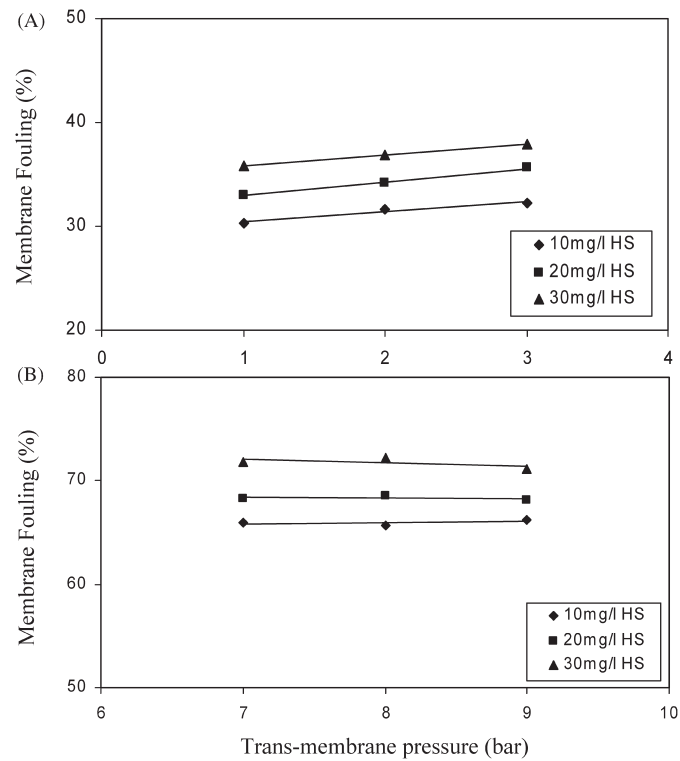 (A)
Membrane Fouling (%)
50
40
30
20
0
1
2
3
4
10mg/l HS
20mg/l HS
30mg/l HS
(B)
Membrane Fouling (%)
80
70
60
50
6
7
8
9
10
10mg/l HS
20mg/l HS
30mg/l HS
Trans-membrane pressure (bar)